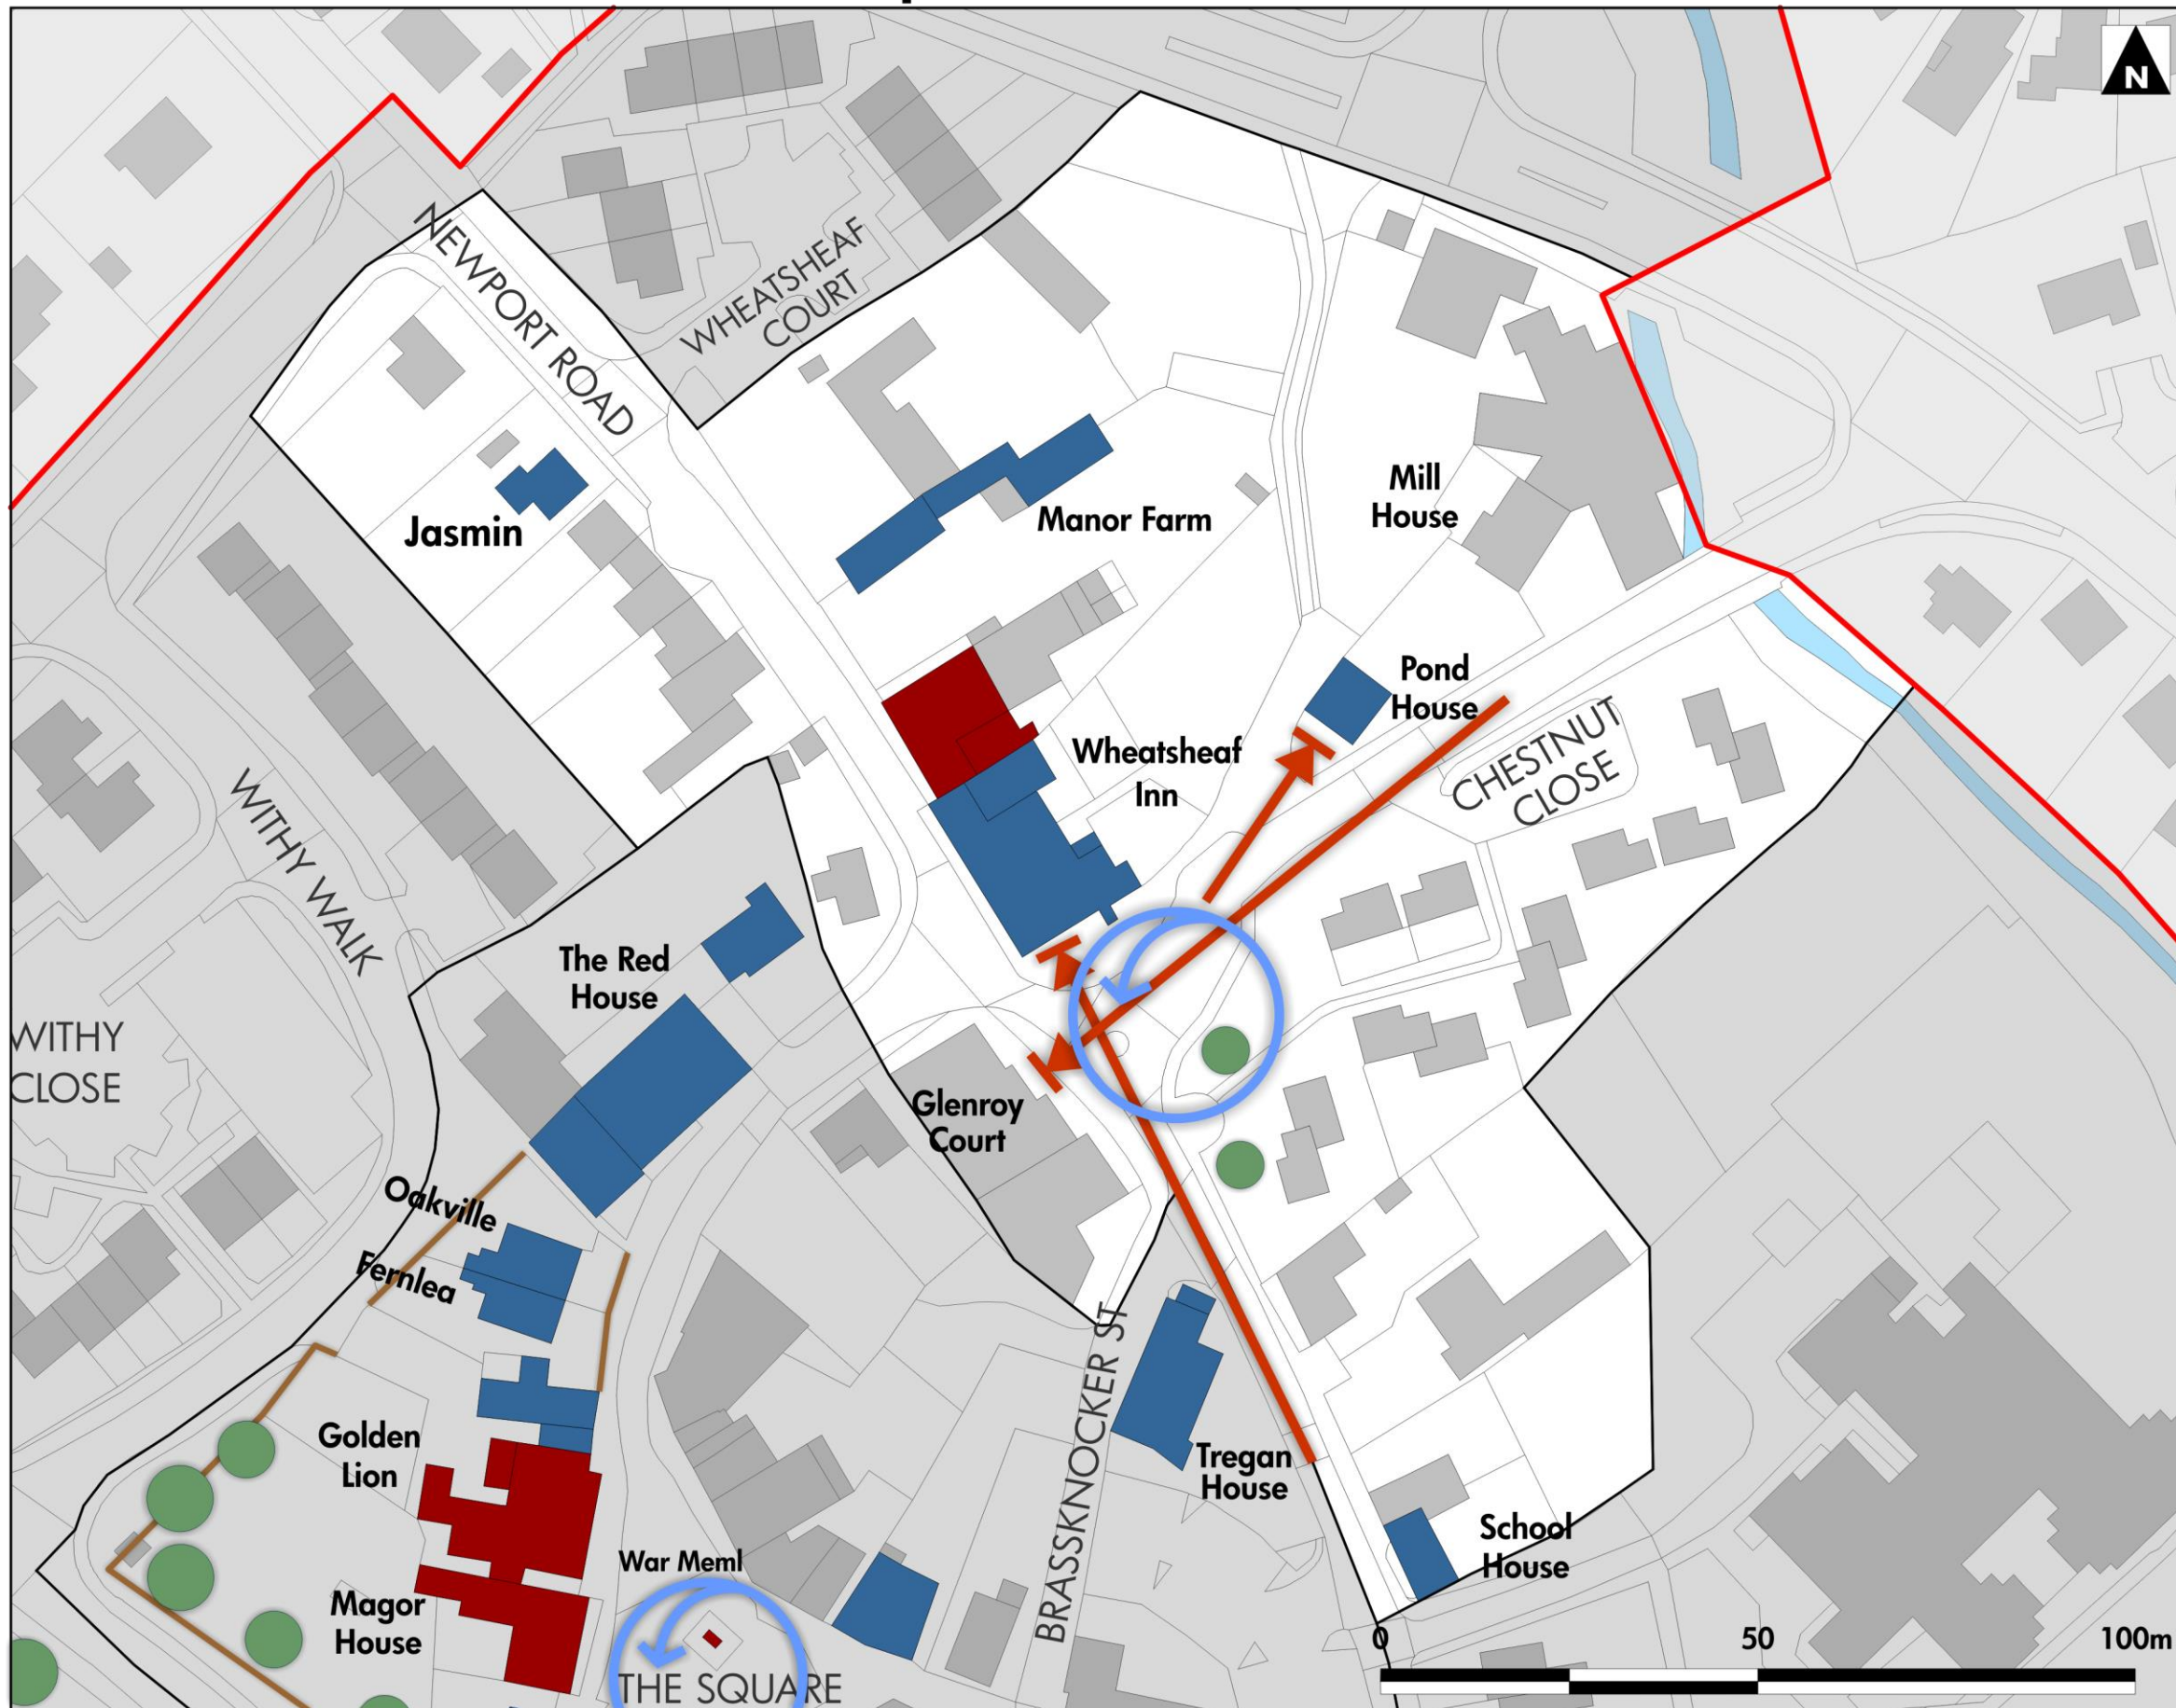 N
NEWPORT ROAD
WHEATSHEAF
COURT
Jasmin
Manor Farm
Mill
House
Pond
House
CHESTNUT
CLOSE
Wheatsheaf
Inn
WITHY WALK
The Red
House
WITHY
CLOSE
Glenroy
Court
Oakville
Fernlea
Golden
Lion
BRASSKNOCKER ST
Tregan
House
School
House
War Meml
Magor
House
THE SQUARE
0 50 100m